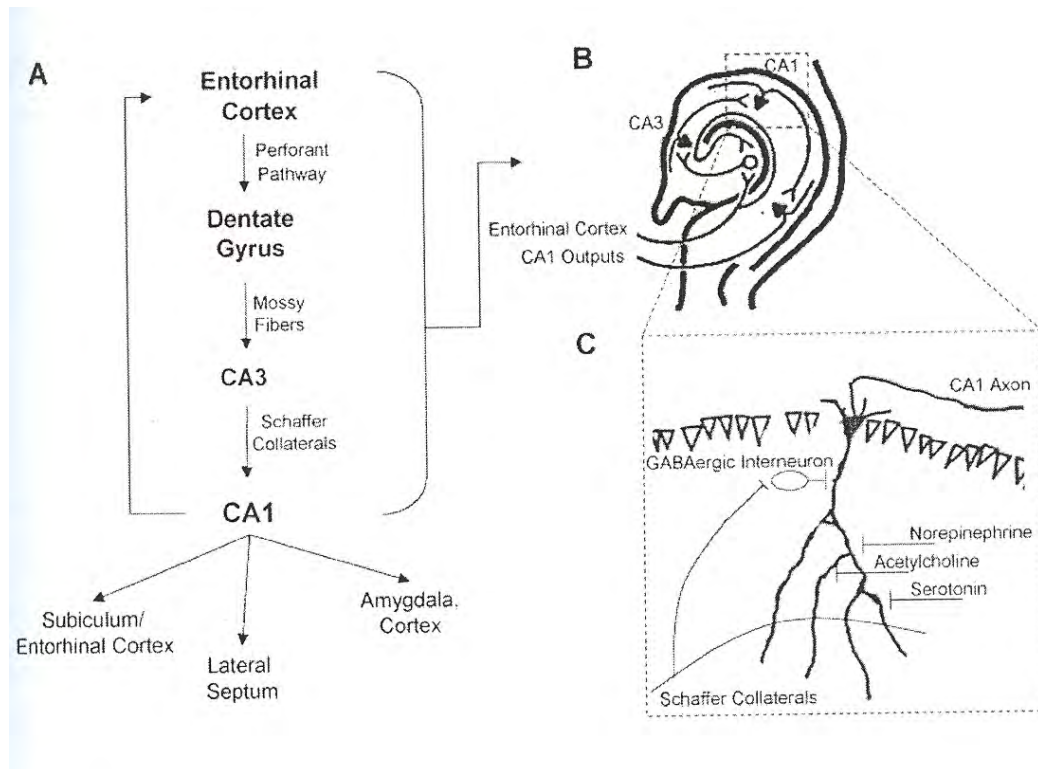 A
Entorhinal
Cortex
Perforant
Pathway
Dentate
Gyrus
Mossy
Fibers
CA3
Schaffer
Collaterals
CA1
Subiculum/
Entorhinal Cortex
Lateral
Septum
Amygdala,
Cortex
B
CA1
CA3
Entorhinal Cortex
CA1 Outputs
C
CA1 Axon
GABAergic Interneuron
Norepinephrine
Acetylcholine
Serotonin
Schaffer Collaterals